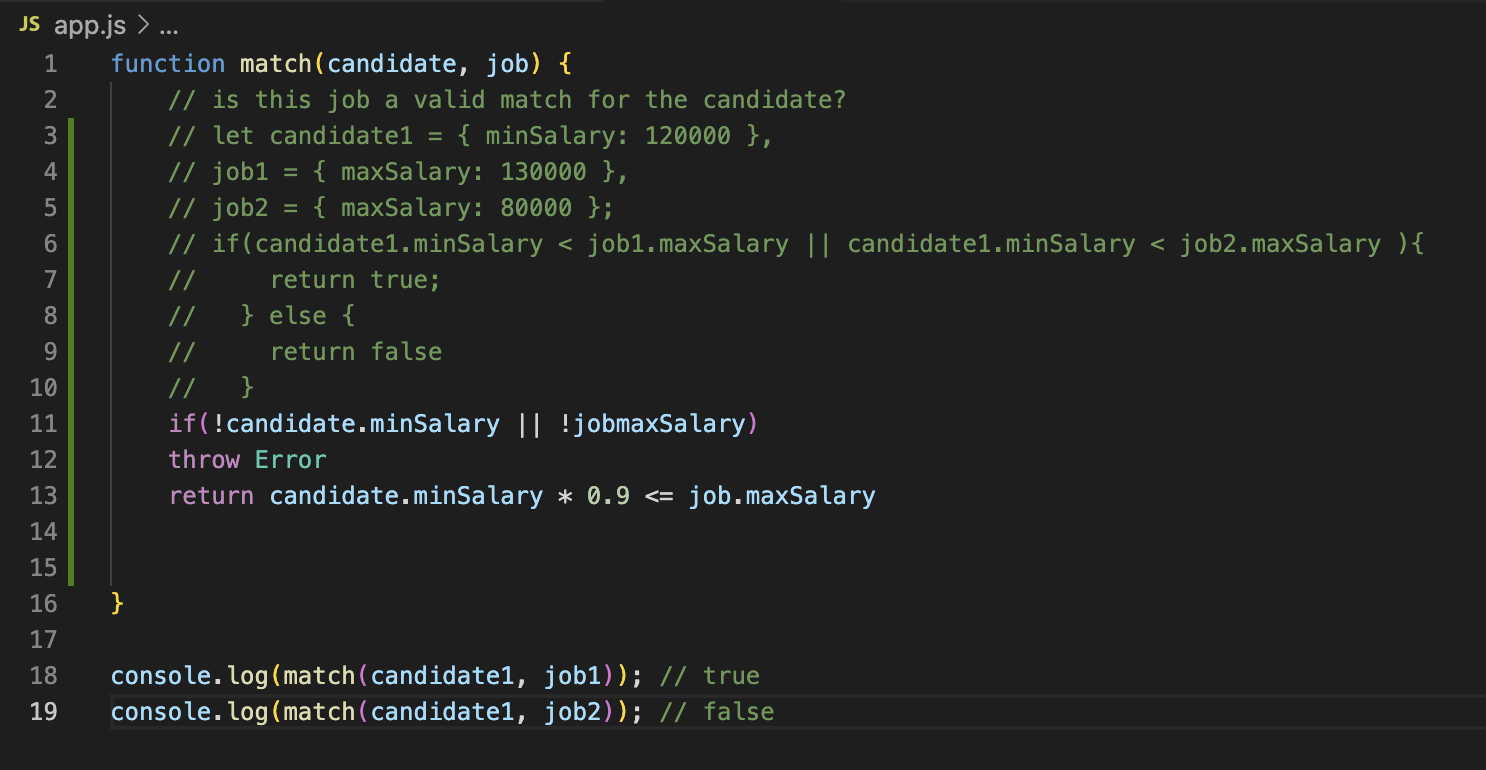 JS app.js > ...
1 function match(candidate, job) {
2 // is this job a valid match for the candidate?
3 // let candidate1 = { minSalary: 120000 },
4 // job1 = { maxSalary: 130000 },
5 // job2 = { maxSalary: 80000 };
6 // if(candidate1.minSalary < job1.maxSalary || candidate1.minSalary < job2.maxSalary ){
7 //     return true;
8 //   } else {
9 //     return false
10 //   }
11 if(!candidate.minSalary || !jobmaxSalary)
12 throw Error
13 return candidate.minSalary * 0.9 <= job.maxSalary
14
15
16 }
17
18 console.log(match(candidate1, job1)); // true
19 console.log(match(candidate1, job2)); // false